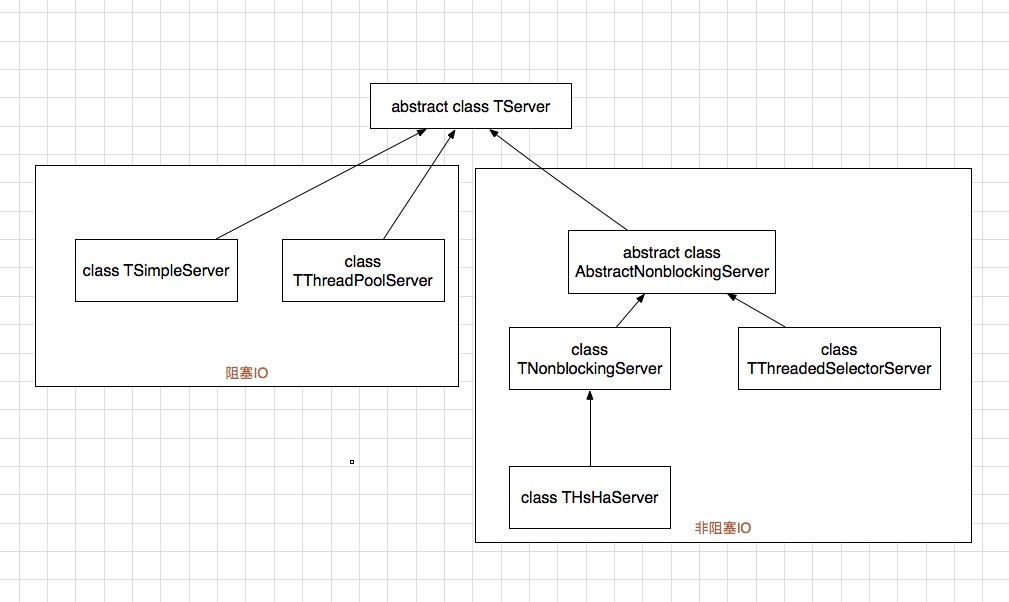 abstract class TServer
class TSimpleServer
class
TThreadPoolServer
阻塞IO
abstract class
AbstractNonblockingServer
class
TNonblockingServer
class
TThreadedSelectorServer
class THsHaServer
非阻塞IO